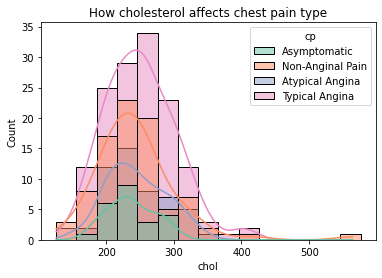 How cholesterol affects chest pain type
cp
Asymptomatic
Non-Anginal Pain
Atypical Angina
Typical Angina
Count
35
30
25
20
15
10
5
0
200
300
400
500
chol